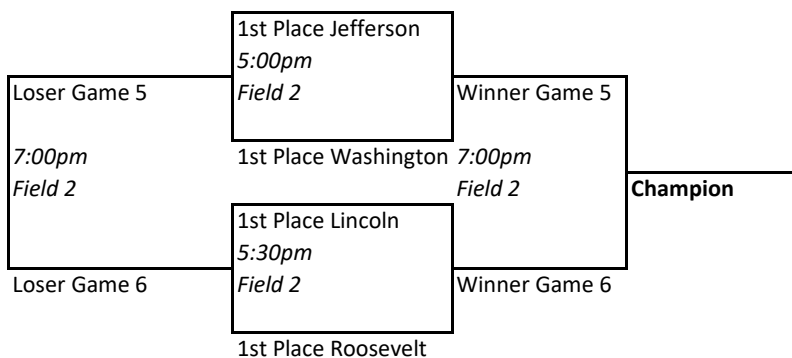 1st Place Jefferson
5:00pm
Loser Game 5 Field 2 Winner Game 5
7:00pm 1st Place Washington 7:00pm
Field 2 Field 2 Champion
1st Place Lincoln
5:30pm
Loser Game 6 Field 2 Winner Game 6
1st Place Roosevelt